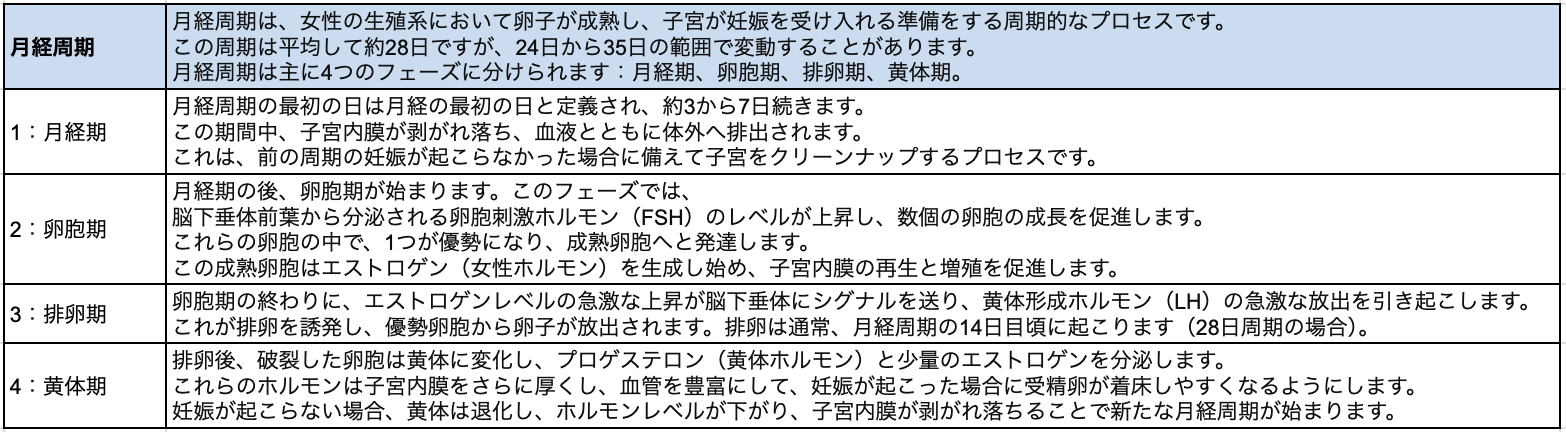 月経周期
月経周期は、女性の生殖系において卵子が成熟し、子宮が妊娠を受け入れる準備をする周期的なプロセスです。
この周期は平均して約28日ですが、24日から35日の範囲で変動することがあります。
月経周期は主に4つのフェーズに分けられます：月経期、卵胞期、排卵期、黄体期。
1：月経期
月経周期の最初の日は月経の最初の日と定義され、約3から7日続きます。
この期間中、子宮内膜が剥がれ落ち、血液とともに体外へ排出されます。
これは、前の周期の妊娠が起こらなかった場合に備えて子宮をクリーンナップするプロセスです。
2：卵胞期
月経期の後、卵胞期が始まります。このフェーズでは、
脳下垂体前葉から分泌される卵胞刺激ホルモン（FSH）のレベルが上昇し、数個の卵胞の成長を促進します。
これらの卵胞の中で、1つが優勢になり、成熟卵胞へと発達します。
この成熟卵胞はエストロゲン（女性ホルモン）を生成し始め、子宮内膜の再生と増殖を促進します。
3：排卵期
卵胞期の終わりに、エストロゲンレベルの急激な上昇が脳下垂体にシグナルを送り、黄体形成ホルモン（LH）の急激な放出を引き起こします。
これが排卵を誘発し、優勢卵胞から卵子が放出されます。排卵は通常、月経周期の14日目頃に起こります（28日周期の場合）。
4：黄体期
排卵後、破裂した卵胞は黄体に変化し、プロゲステロン（黄体ホルモン）と少量のエストロゲンを分泌します。
これらのホルモンは子宮内膜をさらに厚くし、血管を豊富にして、妊娠が起こった場合に受精卵が着床しやすくなるようにします。
妊娠が起こらない場合、黄体は退化し、ホルモンレベルが下がり、子宮内膜が剥がれ落ちることで新たな月経周期が始まります。